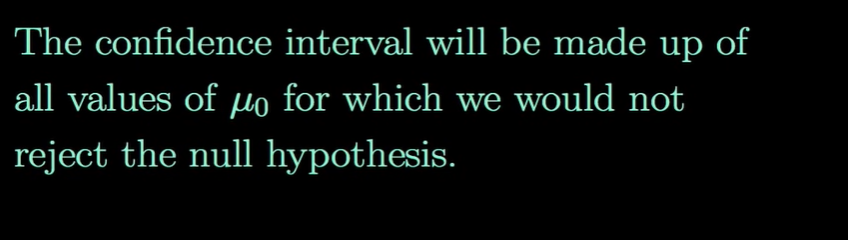 The confidence interval will be made up of
all values of μ₀ for which we would not
reject the null hypothesis.